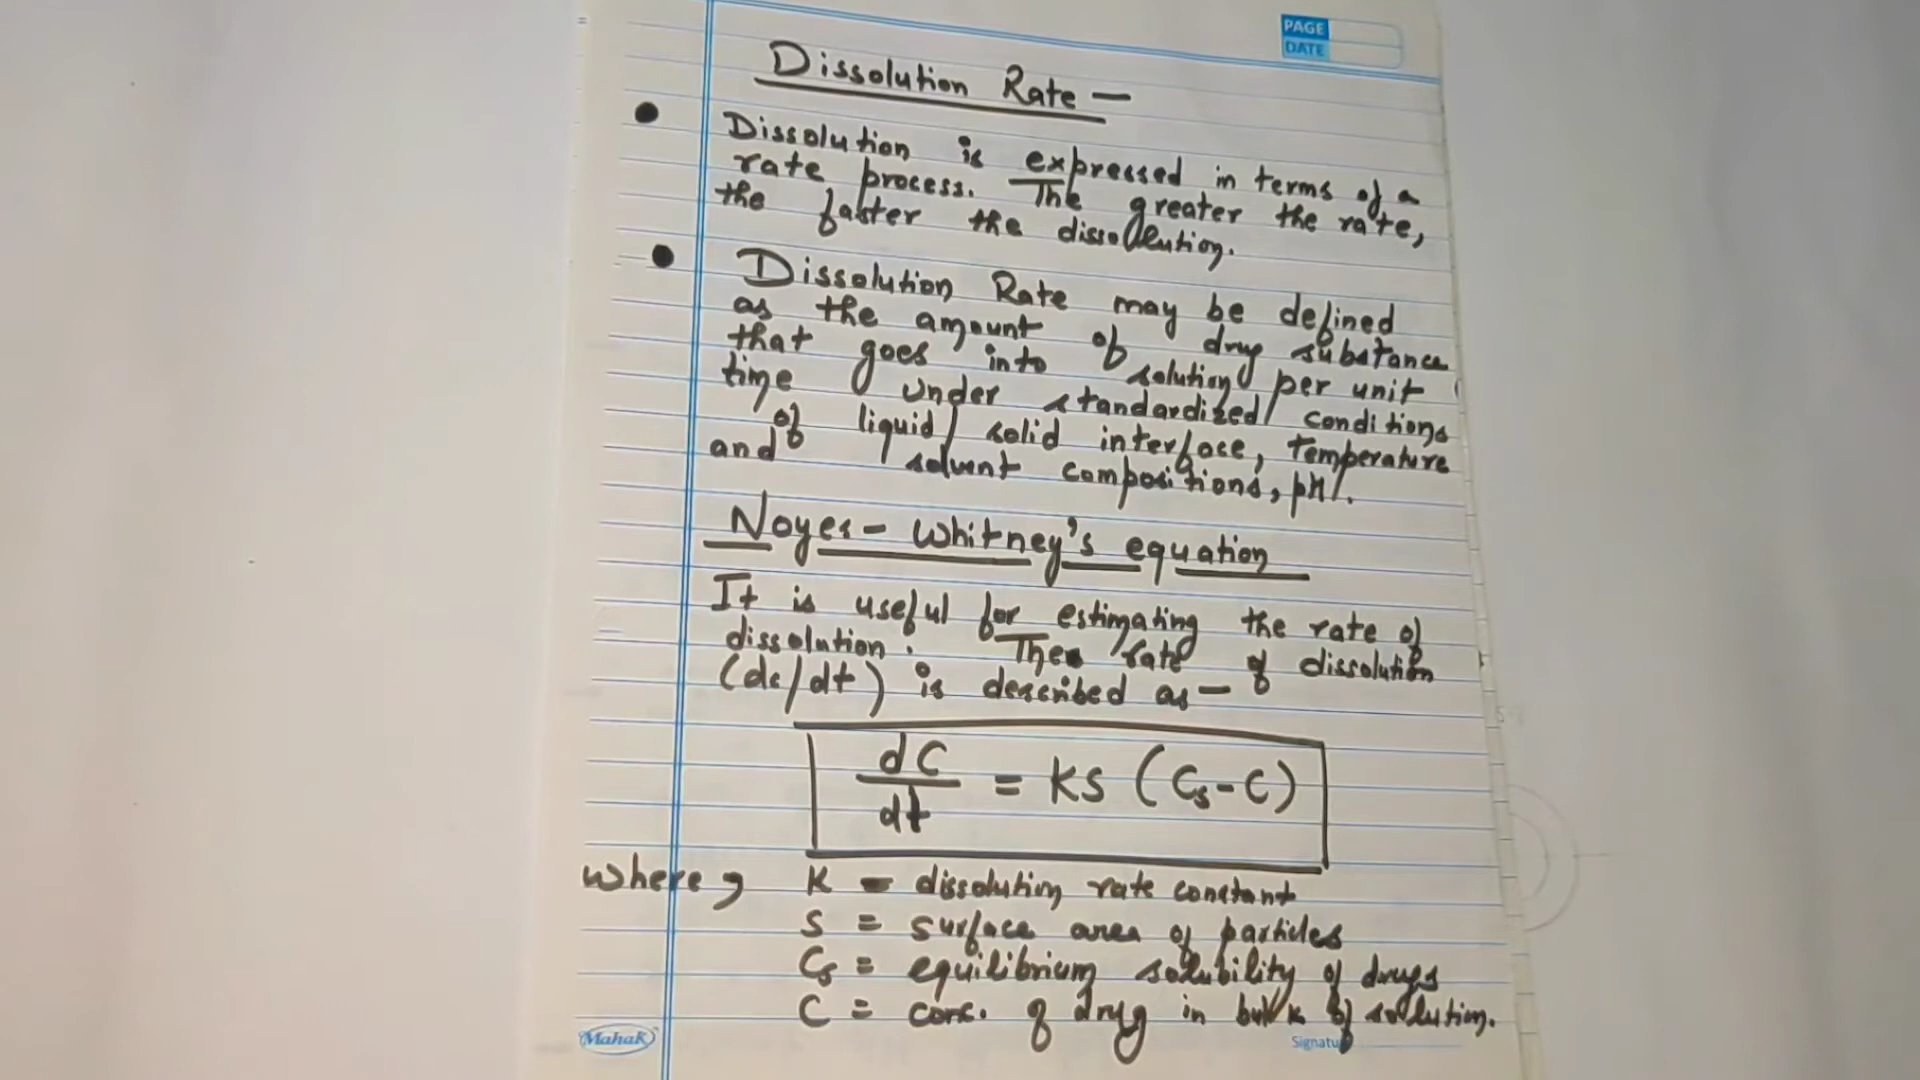 PAGE
DATE
Dissolution Rate —
• Dissolution is expressed in terms of a
rate process. The greater the rate,
the faster the dissolution.
• Dissolution Rate may be defined
as the amount of drug substance
that goes into solution per unit
time under standardized conditions
of liquid/solid interface, temperature
and solvent compositions, pH.
Noyes-Whitney's equation
It is useful for estimating the rate of
dissolution. The rate of dissolution
(dc/dt) is described as —
dC/dt = KS (Cs-C)
where, K = dissolution rate constant
S = surface area of particles
Cs = equilibrium solubility of drugs
C = conc. of drug in bulk of solution.
Mahak
Signatu